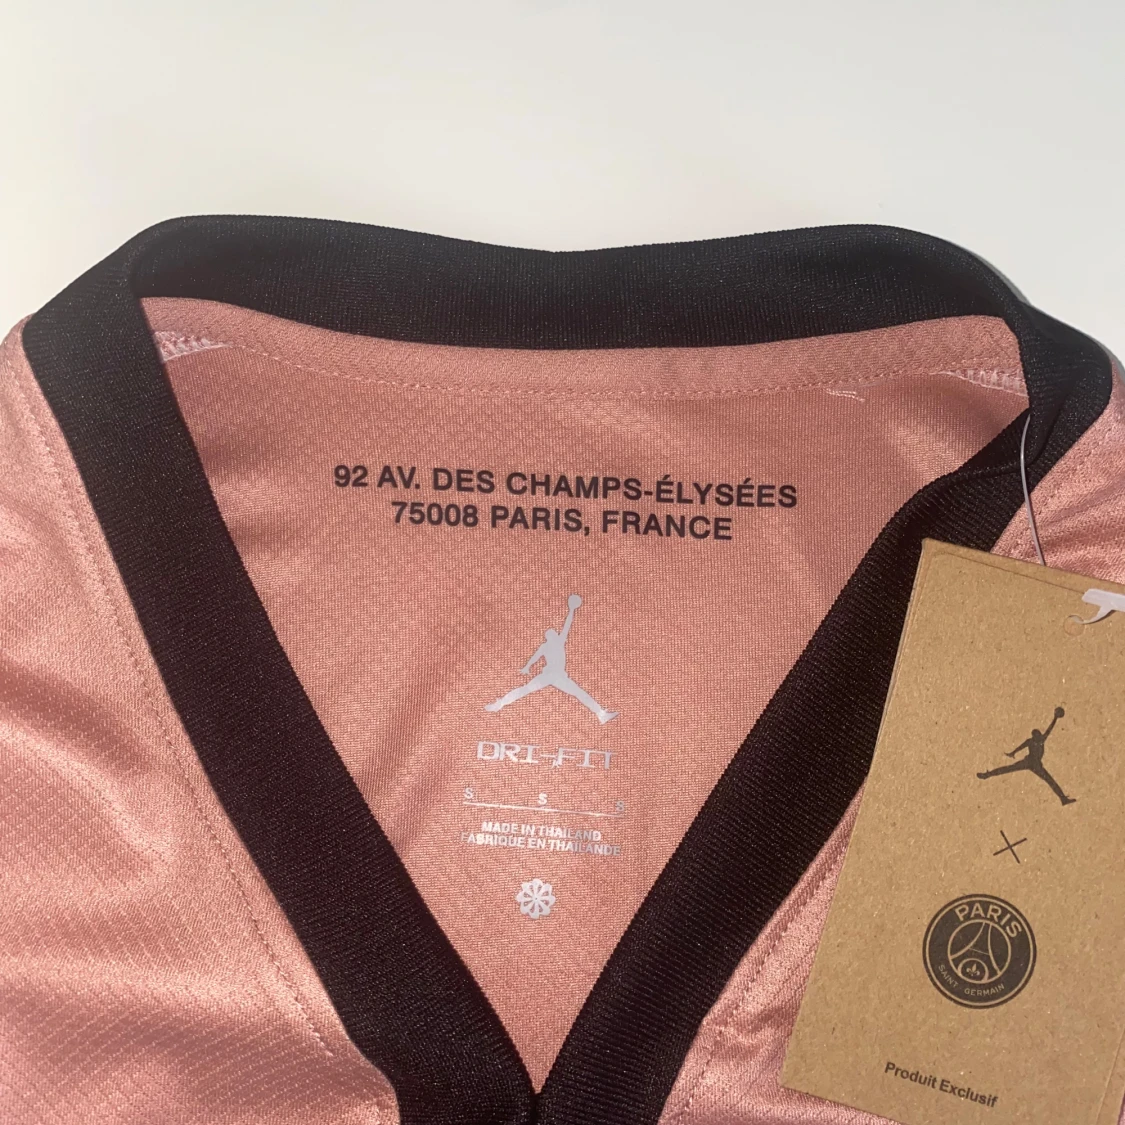 92 AV. DES CHAMPS-ÉLYSÉES
75008 PARIS, FRANCE
DRI-FIT
S S S
MADE IN THAILAND
FABRIQUE EN THAILANDE
×
PARIS
SAINT GERMAIN
Produit Exclusif